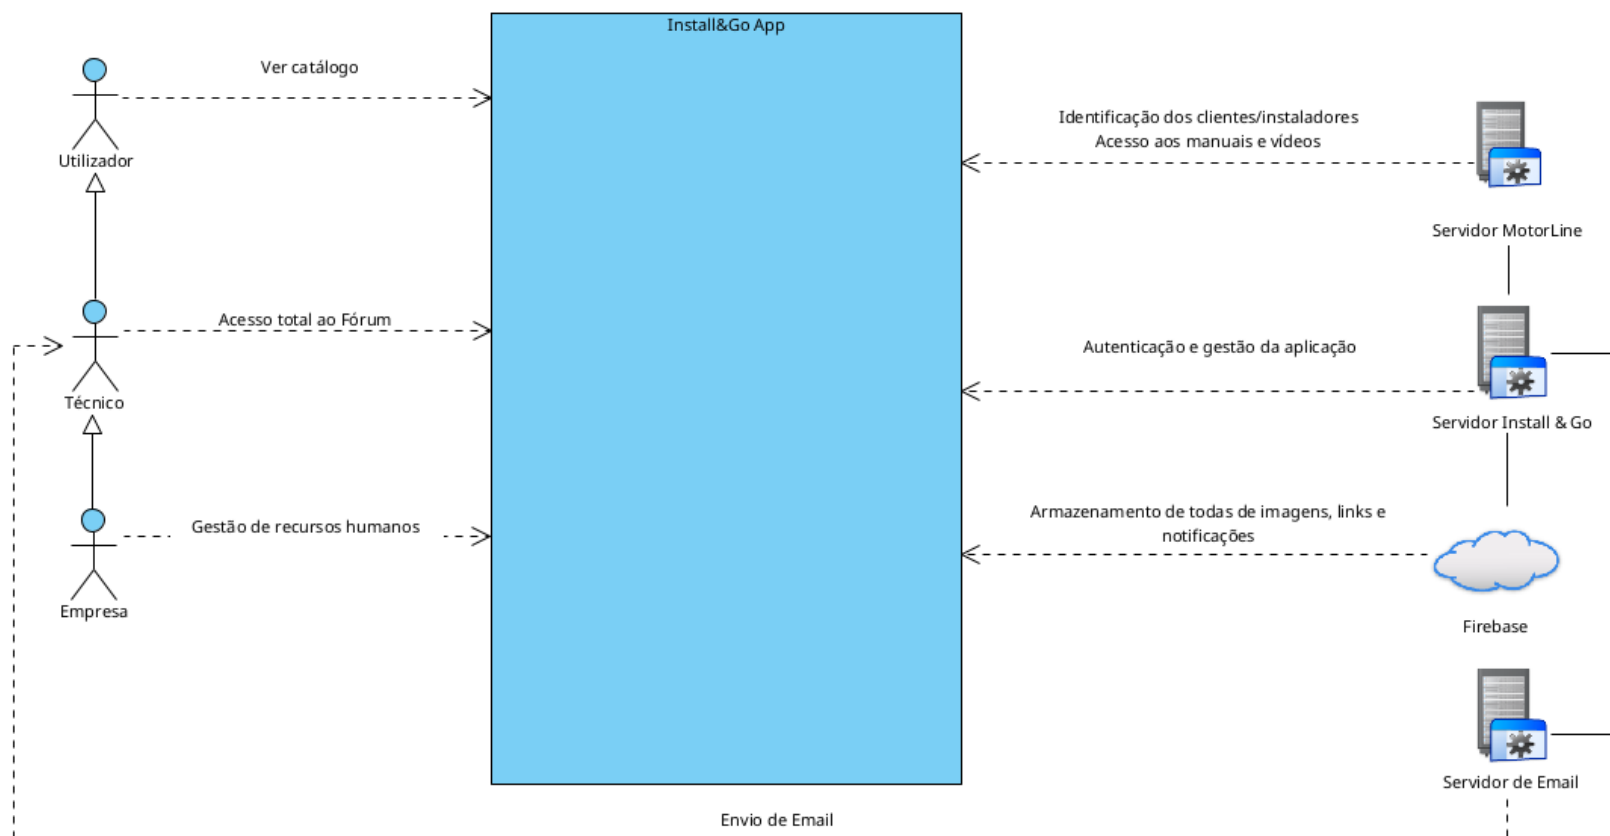 Install&Go App
Ver catálogo
Utilizador
Identificação dos clientes/instaladores
Acesso aos manuais e vídeos
Servidor MotorLine
Acesso total ao Fórum
Técnico
Autenticação e gestão da aplicação
Servidor Install & Go
Gestão de recursos humanos
Empresa
Armazenamento de todas de imagens, links e
notificações
Firebase
Servidor de Email
Envio de Email